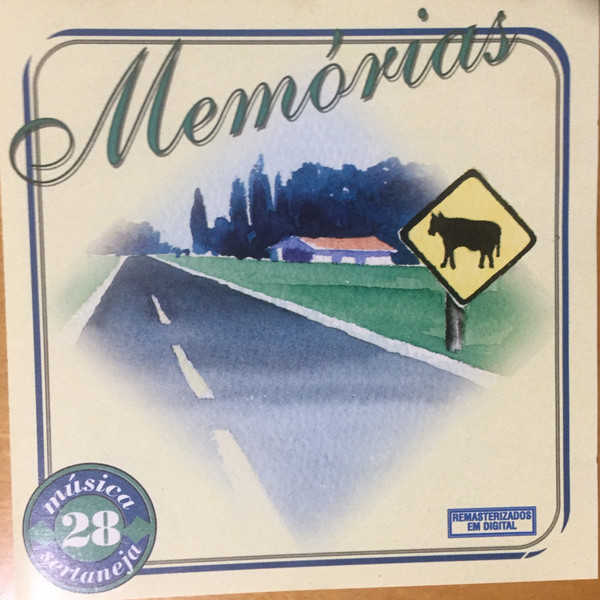 Memórias
música
28
sertaneja
REMASTERIZADOS
EM DIGITAL